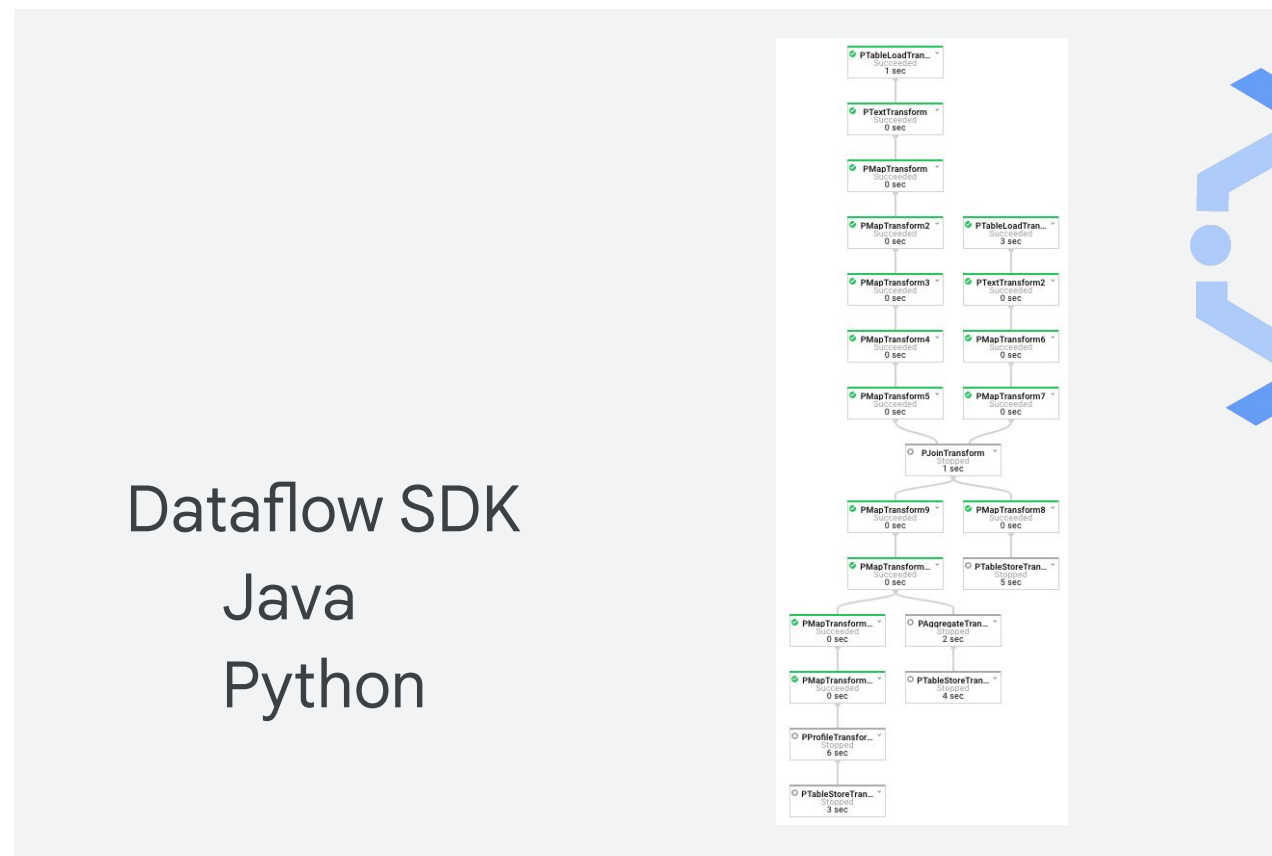 Dataflow SDK
Java
Python
PTableLoadTran...
Succeeded
1 sec
PTextTransform
Succeeded
0 sec
PMapTransform
Succeeded
0 sec
PMapTransform2
Succeeded
0 sec
PTableLoadTran...
Succeeded
3 sec
PMapTransform3
Succeeded
0 sec
PTextTransform2
Succeeded
0 sec
PMapTransform4
Succeeded
0 sec
PMapTransform6
Succeeded
0 sec
PMapTransform5
Succeeded
0 sec
PMapTransform7
Succeeded
0 sec
PJoinTransform
Stopped
1 sec
PMapTransform9
Succeeded
0 sec
PMapTransform8
Succeeded
0 sec
PMapTransform...
Succeeded
0 sec
PTableStoreTran...
Stopped
5 sec
PMapTransform...
Succeeded
0 sec
PAggregateTran...
Stopped
2 sec
PMapTransform...
Succeeded
0 sec
PTableStoreTran...
Stopped
4 sec
PProfileTransfor...
Stopped
6 sec
PTableStoreTran...
Stopped
3 sec